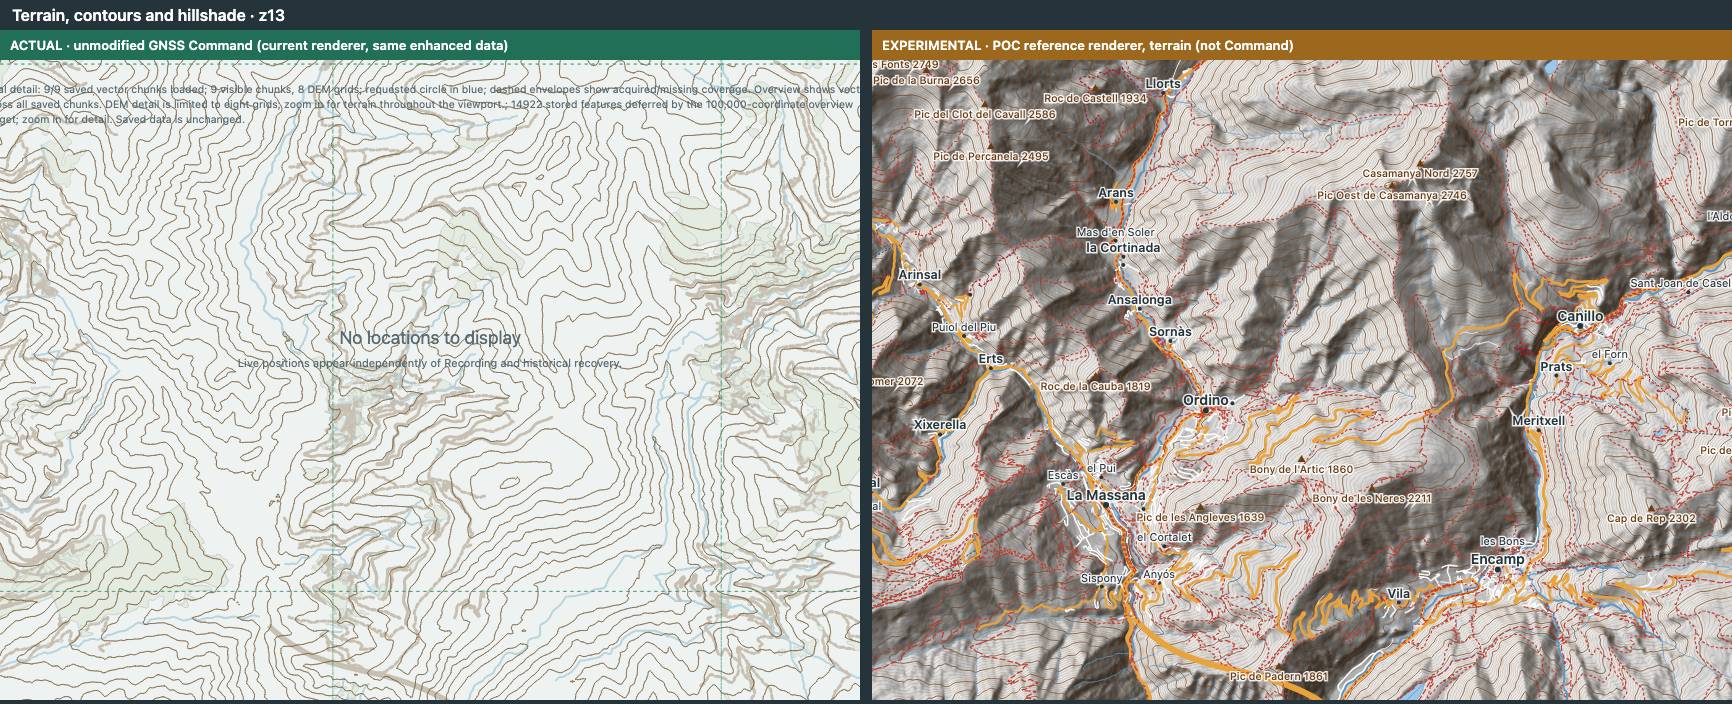 Terrain, contours and hillshade · z13
ACTUAL · unmodified GNSS Command (current renderer, same enhanced data)
al detail: 9/9 saved vector chunks loaded; 9 visible chunks, 8 DEM grids; requested circle in blue; dashed envelopes show acquired/missing coverage. Overview shows vect
ss all saved chunks. DEM detail is limited to eight grids; zoom in for terrain throughout the viewport.; 14922 stored features deferred by the 100,000-coordinate overview
get; zoom in for detail. Saved data is unchanged.
No locations to display
Live positions appear independently of Recording and historical recovery.
EXPERIMENTAL · POC reference renderer, terrain (not Command)
s Fonts 2749
Pic de la Burna 2656
Llorts
Roc de Castell 1934
Pic del Clot del Cavall 2586
Pic de Tor
Pic de Percanela 2495
Casamanya Nord 2757
Arans
Pic Oest de Casamanya 2746
l'Ald
Mas d'en Soler
la Cortinada
Arinsal
Sant Joan de Casel
Ansalonga
Canillo
Puiol del Piu
Sornàs
el Forn
Erts
Prats
omer 2072
Roc de la Cauba 1819
Ordino
Pi
Xixerella
Meritxell
Pic de
el Pui
Bony de l'Artic 1860
Escàs
al
La Massana
Bony de les Neres 2211
al
Pic de les Angleves 1639
Cap de Rep 2302
el Cortalet
les Bons
Encamp
Sispony
Anyós
Vila
Pic de Padern 1861